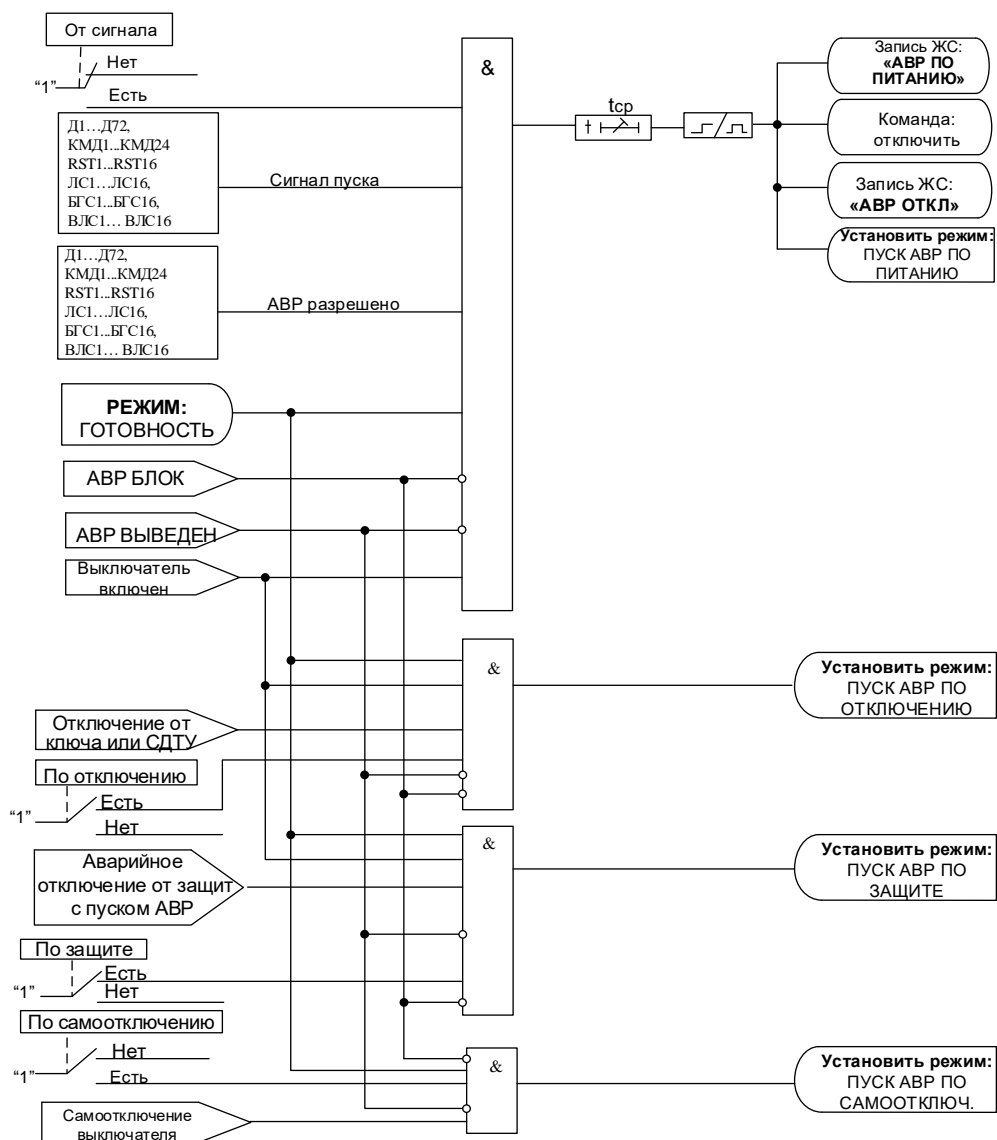 От сигнала
Нет
“1”
Есть
Д1...Д72,
КМД1...КМД24
RST1...RST16
ЛС1...ЛС16,
БГС1...БГС16,
ВЛС1... ВЛС16
Сигнал пуска
Д1...Д72,
КМД1...КМД24
RST1...RST16
ЛС1...ЛС16,
БГС1...БГС16,
ВЛС1... ВЛС16
АВР разрешено
РЕЖИМ:
ГОТОВНОСТЬ
АВР БЛОК
АВР ВЫВЕДЕН
Выключатель
включен
&
tср
t
Запись ЖС:
«АВР ПО
ПИТАНИЮ»
Команда:
отключить
Запись ЖС:
«АВР ОТКЛ»
Установить режим:
ПУСК АВР ПО
ПИТАНИЮ
&
Установить режим:
ПУСК АВР ПО
ОТКЛЮЧЕНИЮ
Отключение от
ключа или СДТУ
По отключению
Есть
“1”
Нет
&
Установить режим:
ПУСК АВР ПО
ЗАЩИТЕ
Аварийное
отключение от защит
с пуском АВР
По защите
Есть
“1”
Нет
По самоотключению
Нет
“1”
Есть
&
Установить режим:
ПУСК АВР ПО
САМООТКЛЮЧ.
Самоотключение
выключателя